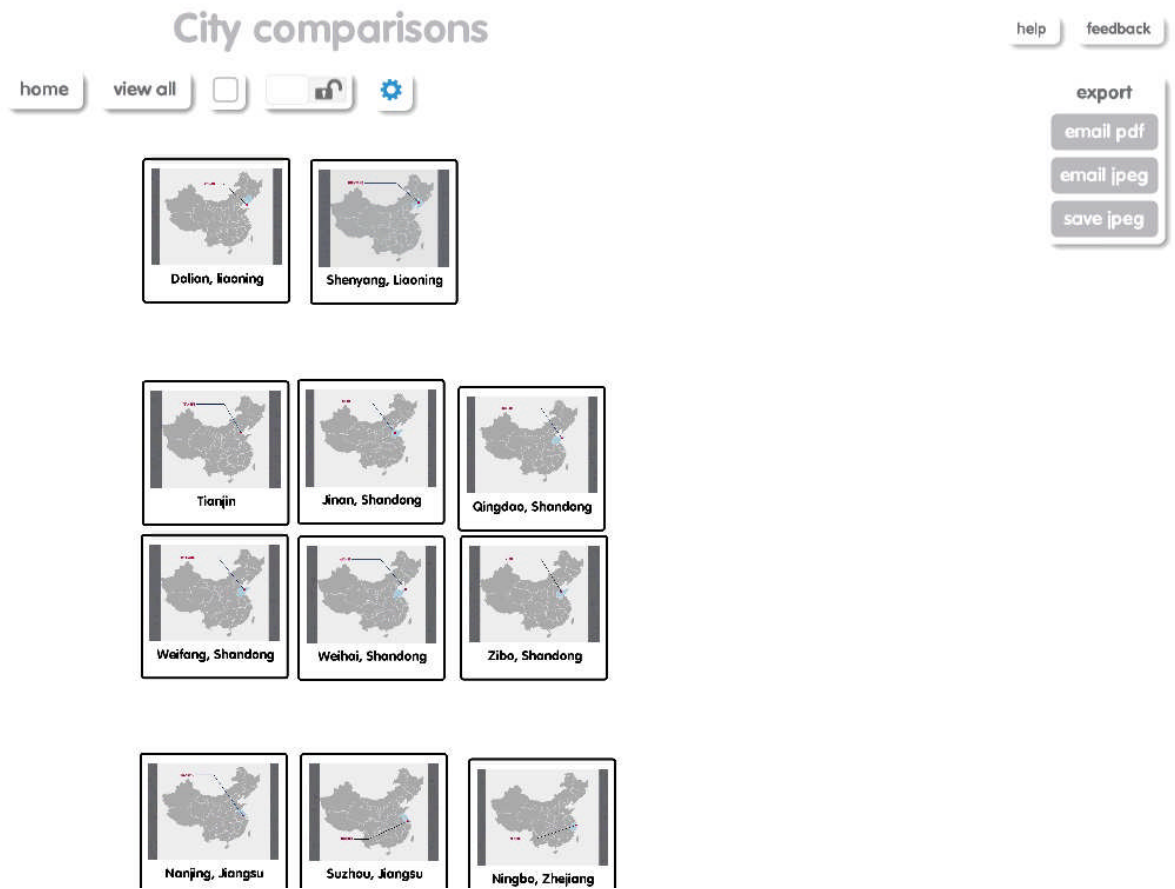 City comparisons
help
feedback
home
view all
export
email pdf
email jpeg
save jpeg
Dalian, liaoning
Shenyang, Liaoning
Tianjin
Jinan, Shandong
Qingdao, Shandong
Weifang, Shandong
Weihai, Shandong
Zibo, Shandong
Nanjing, Jiangsu
Suzhou, Jiangsu
Ningbo, Zhejiang